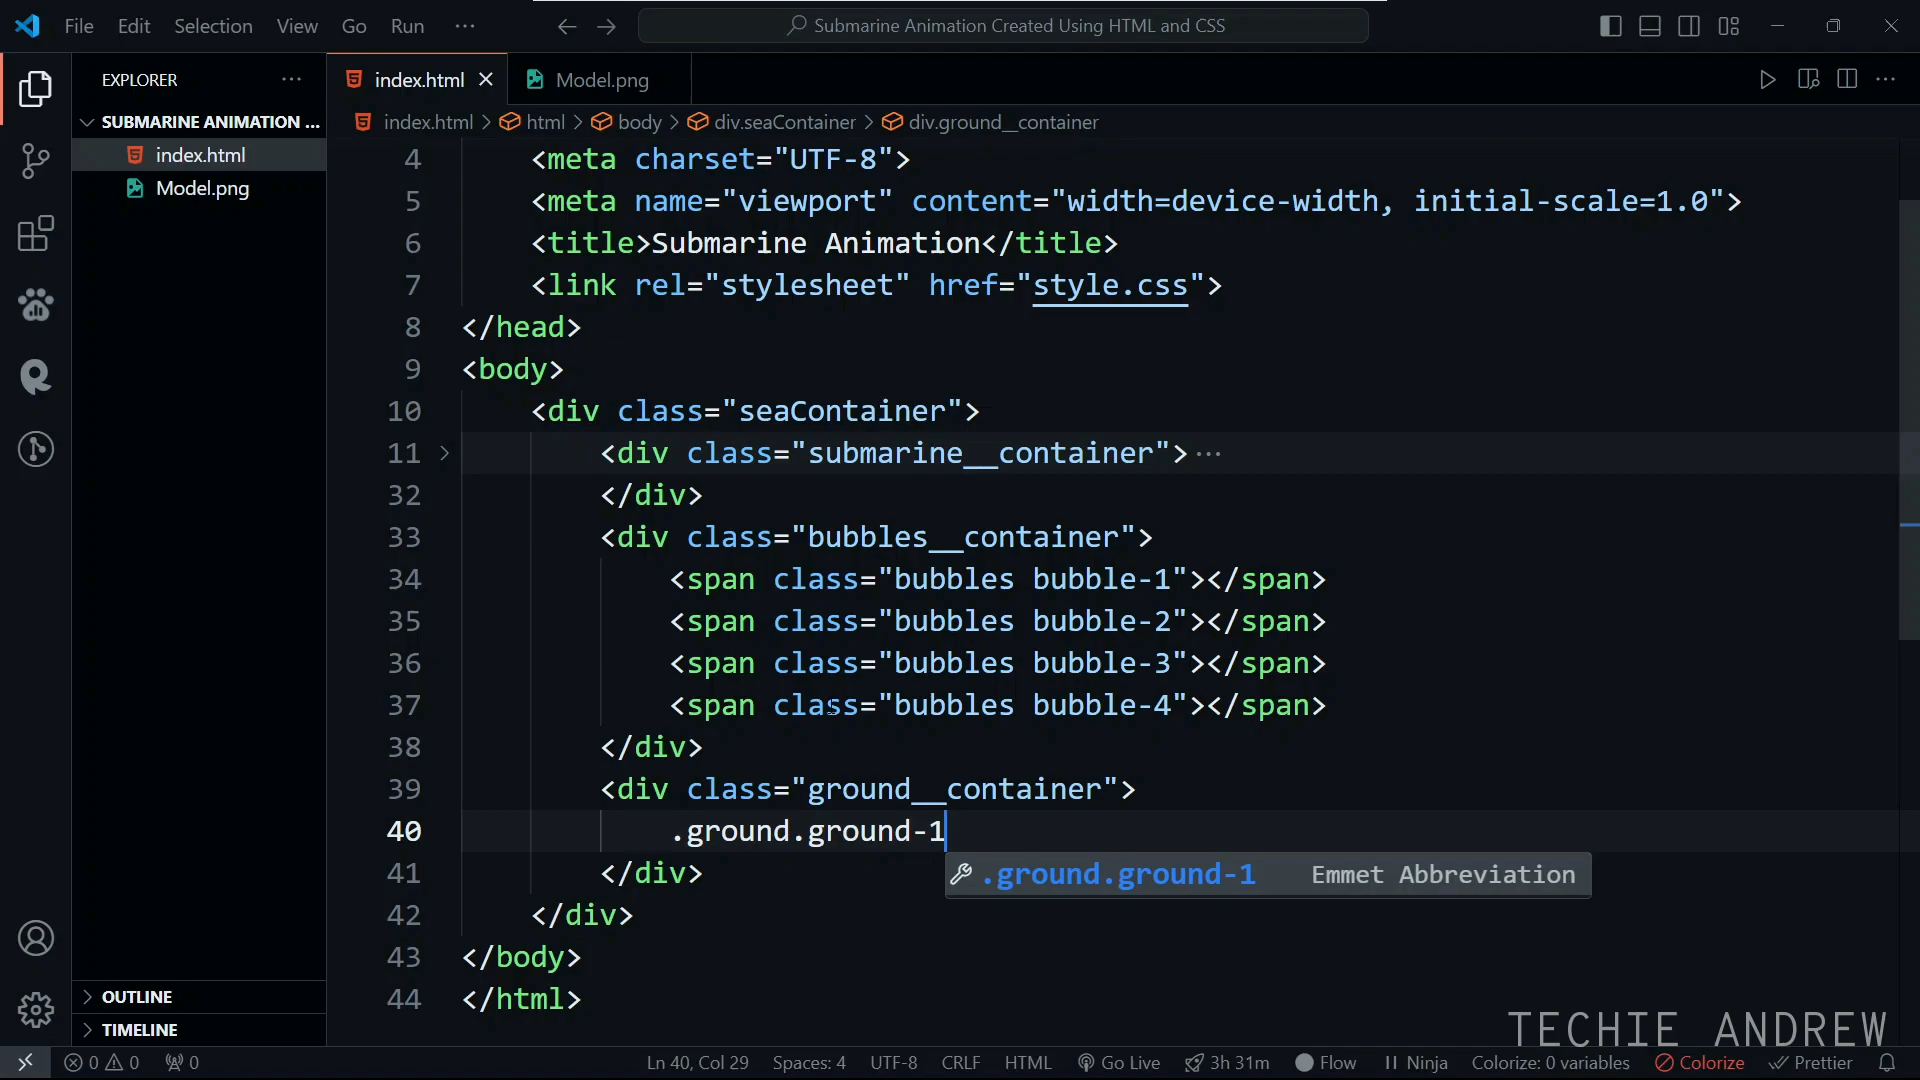 File Edit Selection View Go Run ···
Submarine Animation Created Using HTML and CSS
EXPLORER ···
index.html
Model.png
SUBMARINE ANIMATION ...
index.html
Model.png
index.html > html > body > div.seaContainer > div.ground__container
4 <meta charset="UTF-8">
5 <meta name="viewport" content="width=device-width, initial-scale=1.0">
6 <title>Submarine Animation</title>
7 <link rel="stylesheet" href="style.css">
8 </head>
9 <body>
10 <div class="seaContainer">
11 <div class="submarine__container">···
32 </div>
33 <div class="bubbles__container">
34 <span class="bubbles bubble-1"></span>
35 <span class="bubbles bubble-2"></span>
36 <span class="bubbles bubble-3"></span>
37 <span class="bubbles bubble-4"></span>
38 </div>
39 <div class="ground__container">
40 .ground.ground-1
.ground.ground-1 Emmet Abbreviation
41 </div>
42 </div>
43 </body>
44 </html>
OUTLINE
TIMELINE
TECHIE ANDREW
0 0 0 Ln 40, Col 29 Spaces: 4 UTF-8 CRLF HTML Go Live 3h 31m Flow Ninja Colorize: 0 variables Colorize Prettier